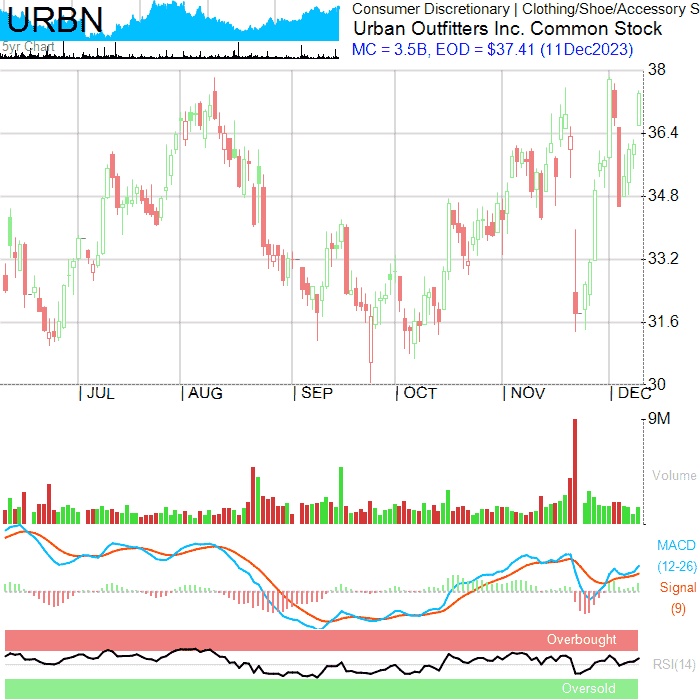 URBN
5yr Chart
Consumer Discretionary | Clothing/Shoe/Accessory S
Urban Outfitters Inc. Common Stock
MC = 3.5B, EOD = $37.41 (11Dec2023)
38
36.4
34.8
33.2
31.6
30
| JUL | AUG | SEP | OCT | NOV | DEC
9M
Volume
MACD
(12-26)
Signal
(9)
Overbought
RSI(14)
Oversold